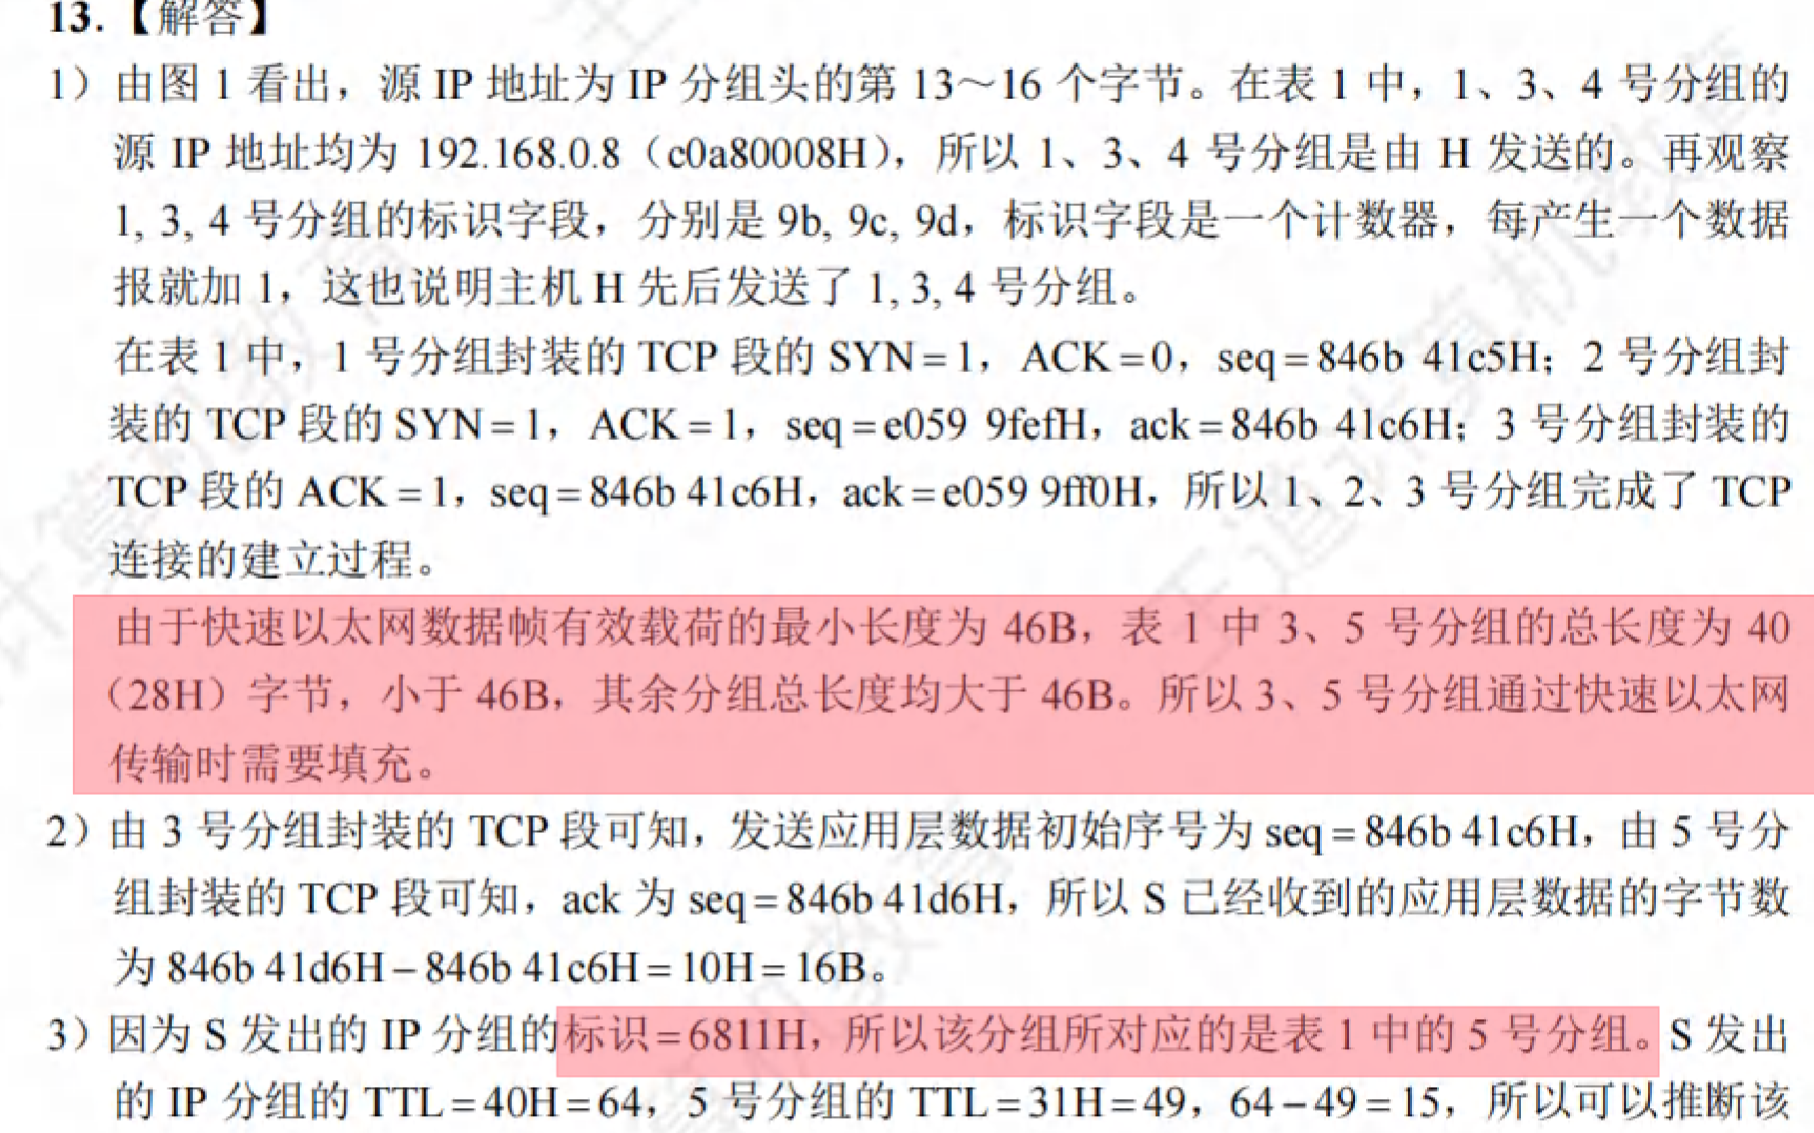 13.【解答】
1）由图 1 看出，源 IP 地址为 IP 分组头的第 13～16 个字节。在表 1 中，1、3、4 号分组的
源 IP 地址均为 192.168.0.8（c0a80008H），所以 1、3、4 号分组是由 H 发送的。再观察
1, 3, 4 号分组的标识字段，分别是 9b, 9c, 9d，标识字段是一个计数器，每产生一个数据
报就加 1，这也说明主机 H 先后发送了 1, 3, 4 号分组。
在表 1 中，1 号分组封装的 TCP 段的 SYN = 1，ACK = 0，seq = 846b 41c5H；2 号分组封
装的 TCP 段的 SYN = 1，ACK = 1，seq = e059 9fefH，ack = 846b 41c6H；3 号分组封装的
TCP 段的 ACK = 1，seq = 846b 41c6H，ack = e059 9ff0H，所以 1、2、3 号分组完成了 TCP
连接的建立过程。
由于快速以太网数据帧有效载荷的最小长度为 46B，表 1 中 3、5 号分组的总长度为 40
（28H）字节，小于 46B，其余分组总长度均大于 46B。所以 3、5 号分组通过快速以太网
传输时需要填充。
2）由 3 号分组封装的 TCP 段可知，发送应用层数据初始序号为 seq = 846b 41c6H，由 5 号分
组封装的 TCP 段可知，ack 为 seq = 846b 41d6H，所以 S 已经收到的应用层数据的字节数
为 846b 41d6H – 846b 41c6H = 10H = 16B。
3）因为 S 发出的 IP 分组的标识 = 6811H，所以该分组所对应的是表 1 中的 5 号分组。S 发出
的 IP 分组的 TTL = 40H = 64，5 号分组的 TTL = 31H = 49，64 – 49 = 15，所以可以推断该